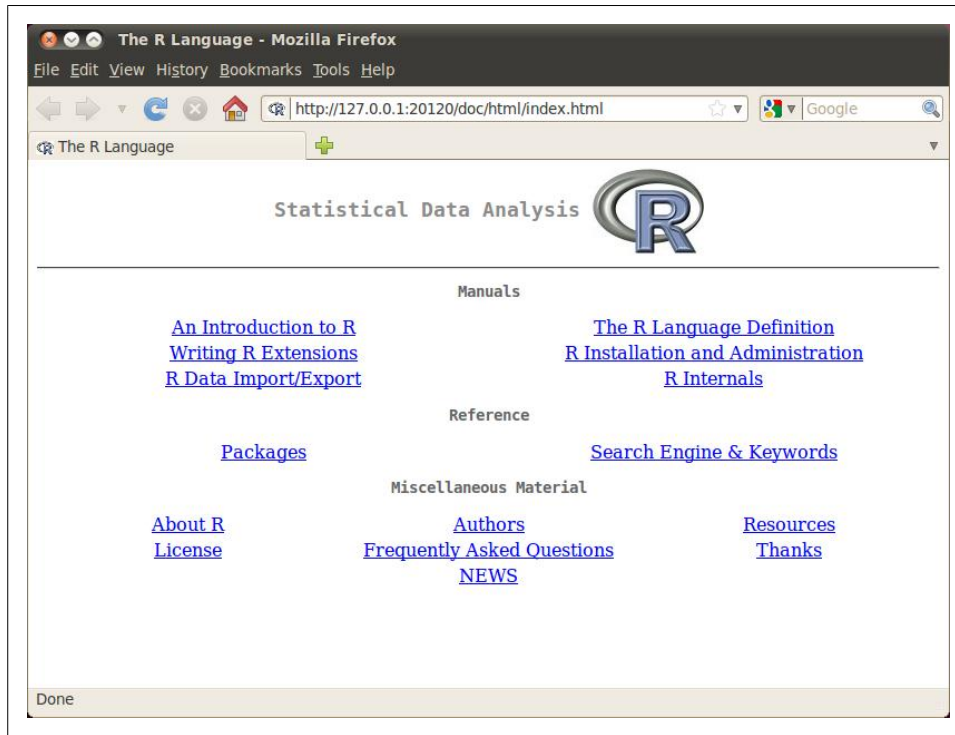 The R Language - Mozilla Firefox
File Edit View History Bookmarks Tools Help
http://127.0.0.1:20120/doc/html/index.html
Google
The R Language
Statistical Data Analysis R
Manuals
An Introduction to R The R Language Definition
Writing R Extensions R Installation and Administration
R Data Import/Export R Internals
Reference
Packages Search Engine & Keywords
Miscellaneous Material
About R Authors Resources
License Frequently Asked Questions Thanks
NEWS
Done